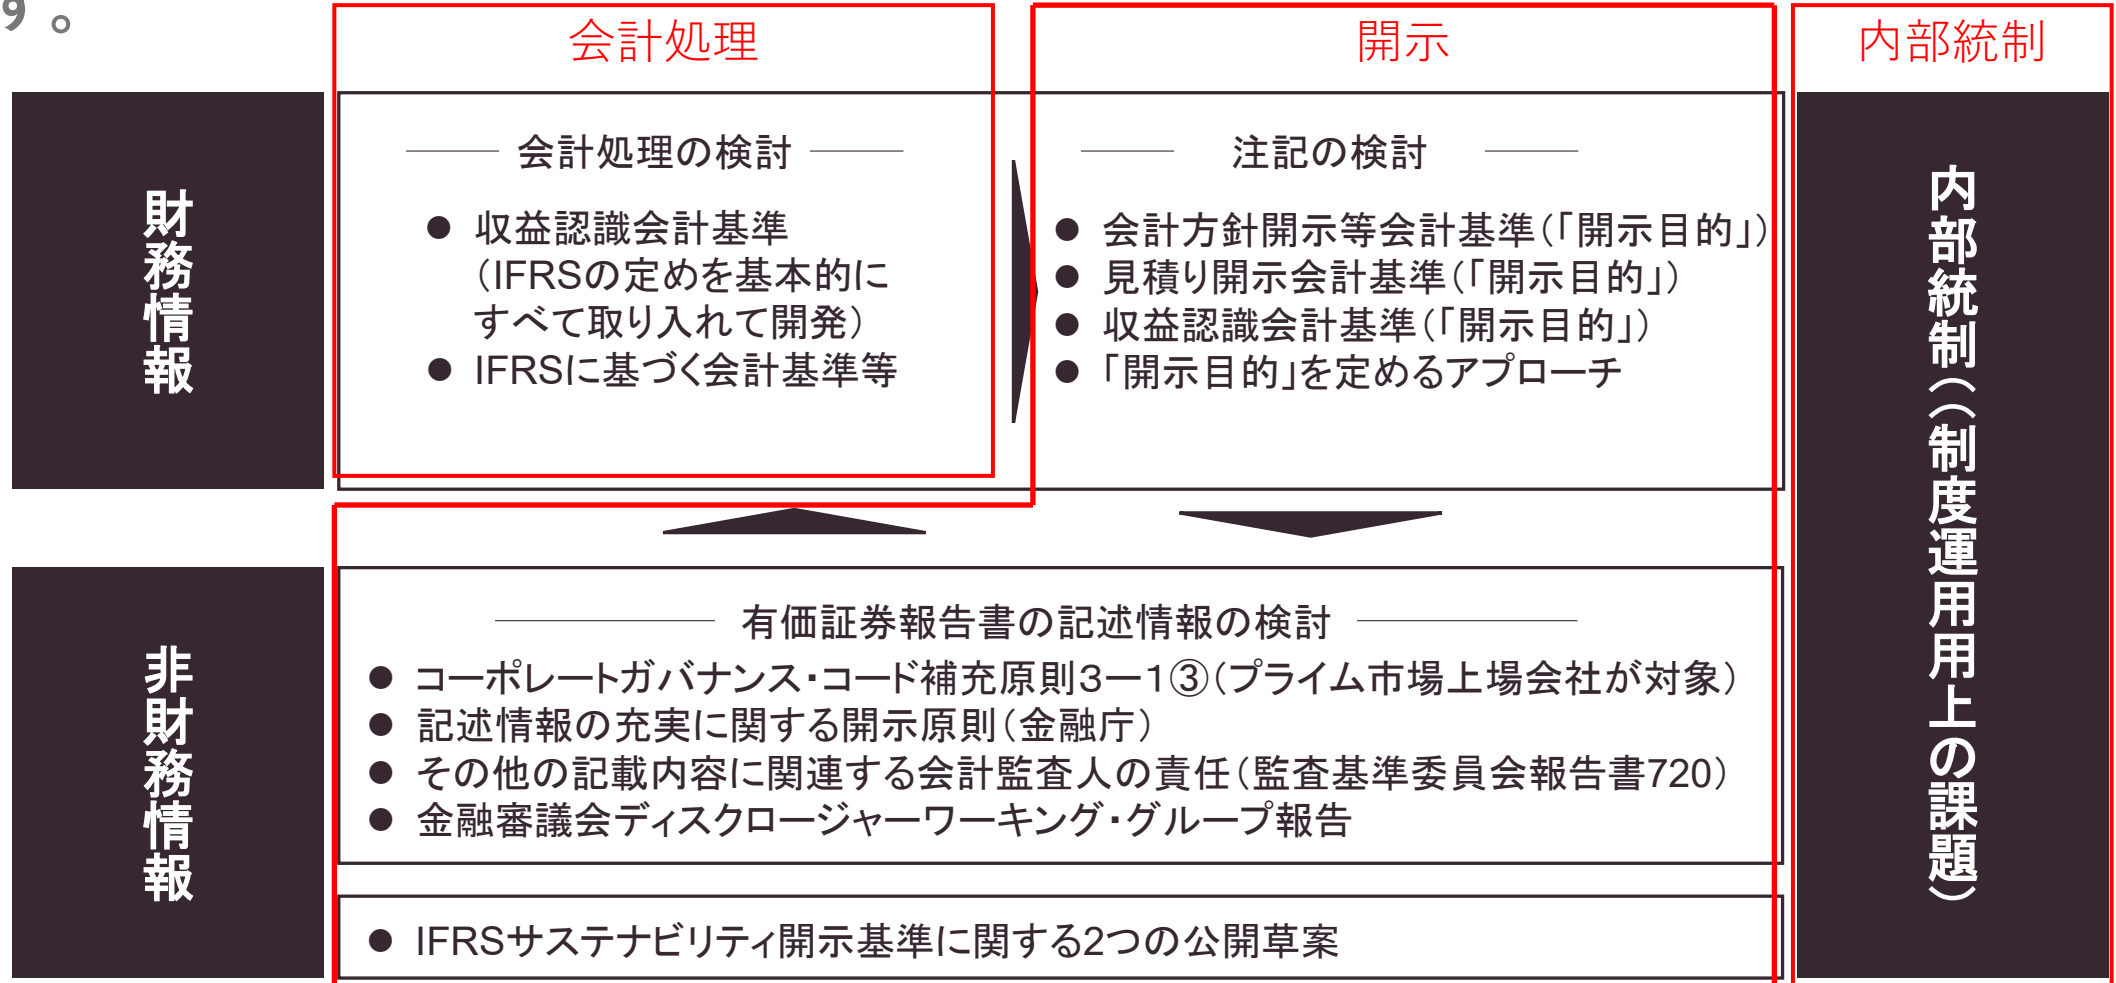 す。
会計処理
開示
内部統制
財務情報
会計処理の検討
● 収益認識会計基準
（IFRSの定めを基本的に
すべて取り入れて開発）
● IFRSに基づく会計基準等
注記の検討
● 会計方針開示等会計基準（「開示目的」）
● 見積り開示会計基準（「開示目的」）
● 収益認識会計基準（「開示目的」）
● 「開示目的」を定めるアプローチ
内部統制（（制度運用用上の課題）
非財務情報
有価証券報告書の記述情報の検討
● コーポレートガバナンス・コード補充原則３ー１③（プライム市場上場会社が対象）
● 記述情報の充実に関する開示原則（金融庁）
● その他の記載内容に関連する会計監査人の責任（監査基準委員会報告書720）
● 金融審議会ディスクロージャーワーキング・グループ報告
● IFRSサステナビリティ開示基準に関する2つの公開草案